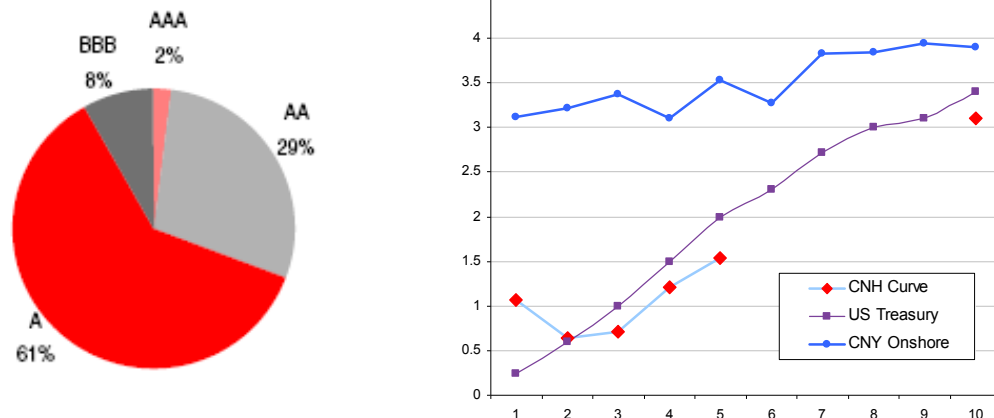 AAA
2%
BBB
8%
AA
29%
A
61%
4
3.5
3
2.5
2
1.5
1
0.5
0
1 2 3 4 5 6 7 8 9 10
CNH Curve
US Treasury
CNY Onshore